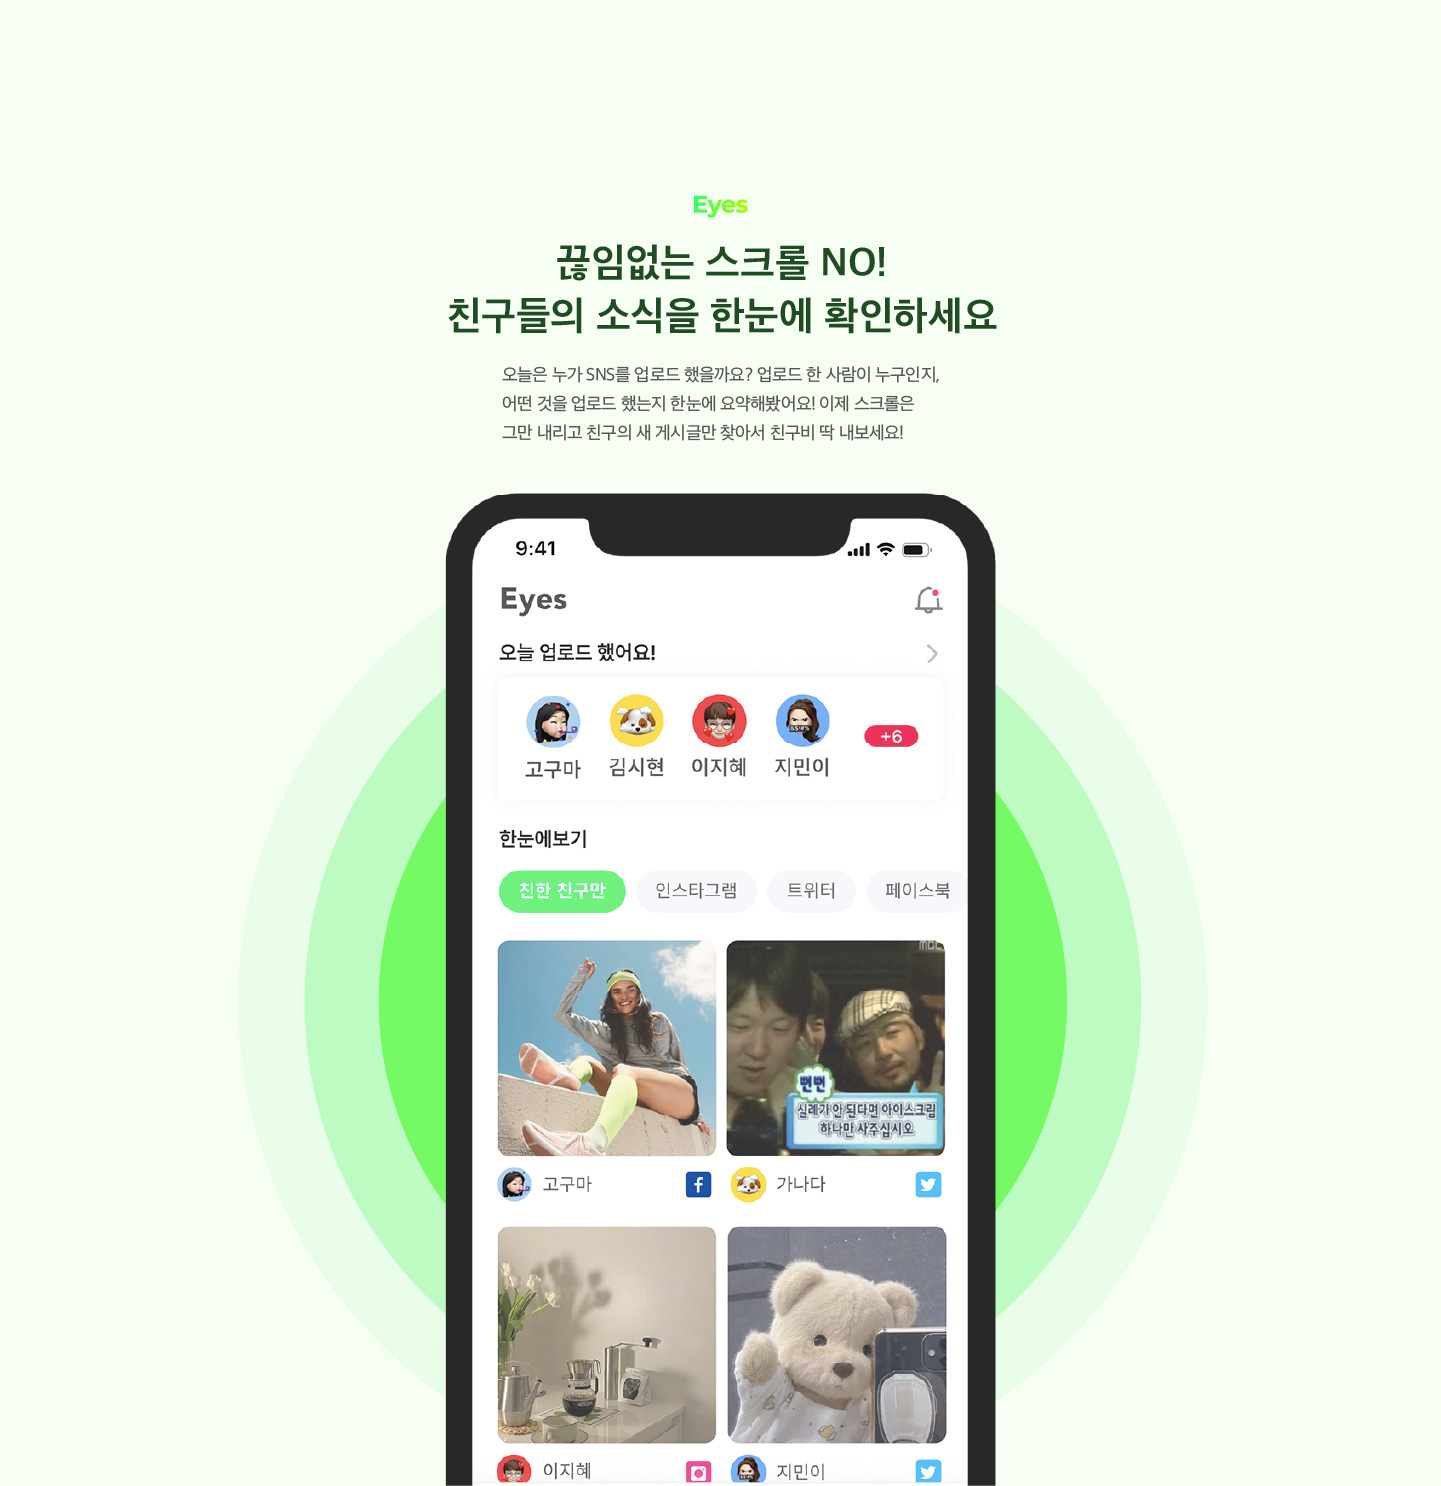 Eyes
끊임없는 스크롤 NO!
친구들의 소식을 한눈에 확인하세요
오늘은 누가 SNS를 업로드 했을까요? 업로드 한 사람이 누구인지,
어떤 것을 업로드 했는지 한눈에 요약해봤어요! 이제 스크롤은
그만 내리고 친구의 새 게시글만 찾아서 친구비 딱 내보세요!
9:41
Eyes
오늘 업로드 했어요!
고구마 김시현 이지혜 지민이 +6
한눈에보기
친한 친구만 인스타그램 트위터 페이스북
MBC
뻔뻔
실례가 안 된다면 아이스크림
하나만 사주십시오
고구마 가나다
이지혜 지민이